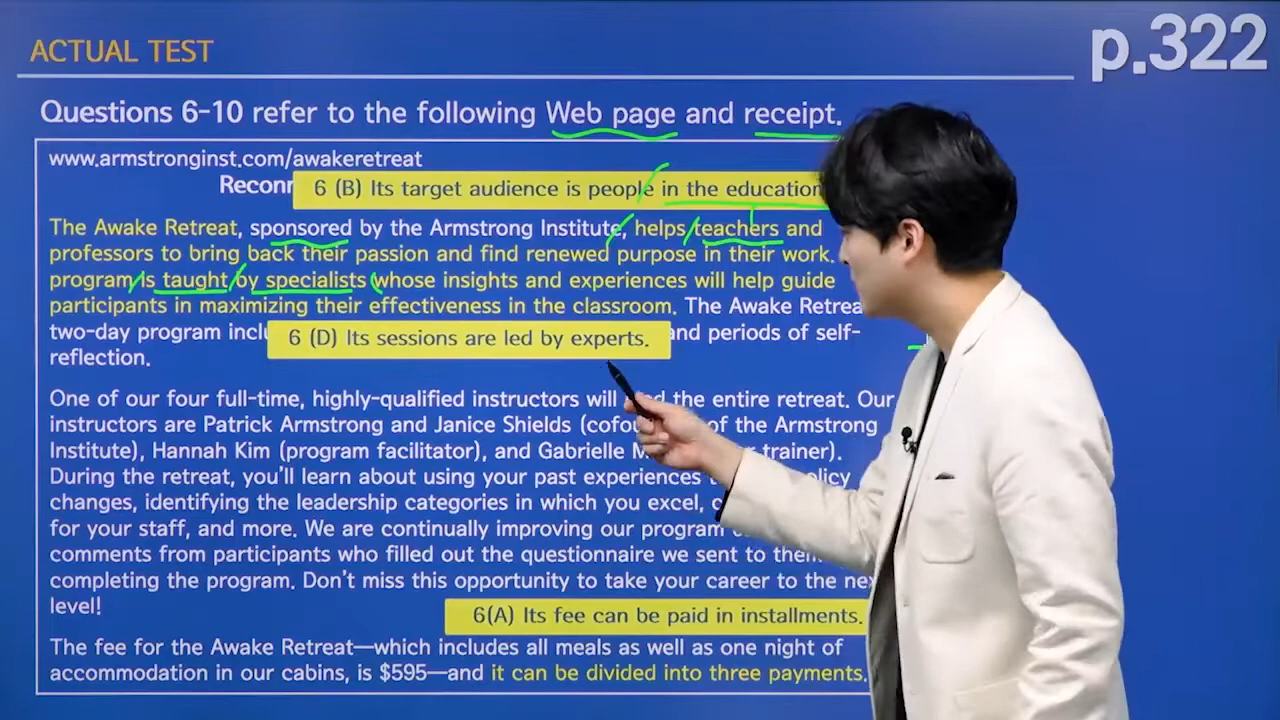 ACTUAL TEST
p.322
Questions 6-10 refer to the following Web page and receipt.
www.armstronginst.com/awakeretreat
6 (B) Its target audience is people in the education
The Awake Retreat, sponsored by the Armstrong Institute, helps teachers and
professors to bring back their passion and find renewed purpose in their work.
program is taught by specialists whose insights and experiences will help guide
participants in maximizing their effectiveness in the classroom. The Awake
two-day program and periods of self-
6 (D) Its sessions are led by experts.
reflection.
One of our four full-time, highly-qualified instructors will the entire retreat. Our
instructors are Patrick Armstrong and Janice Shields of the Armstrong
Institute), Hannah Kim (program facilitator), and Gabrielle trainer).
During the retreat, you'll learn about using your past experiences
changes, identifying the leadership categories in which you excel,
for your staff, and more. We are continually improving our program
comments from participants who filled out the questionnaire we sent to
completing the program. Don't miss this opportunity to take your career to the
level!
6(A) Its fee can be paid in installments.
The fee for the Awake Retreat—which includes all meals as well as one night of
accommodation in our cabins, is $595—and it can be divided into three payments.